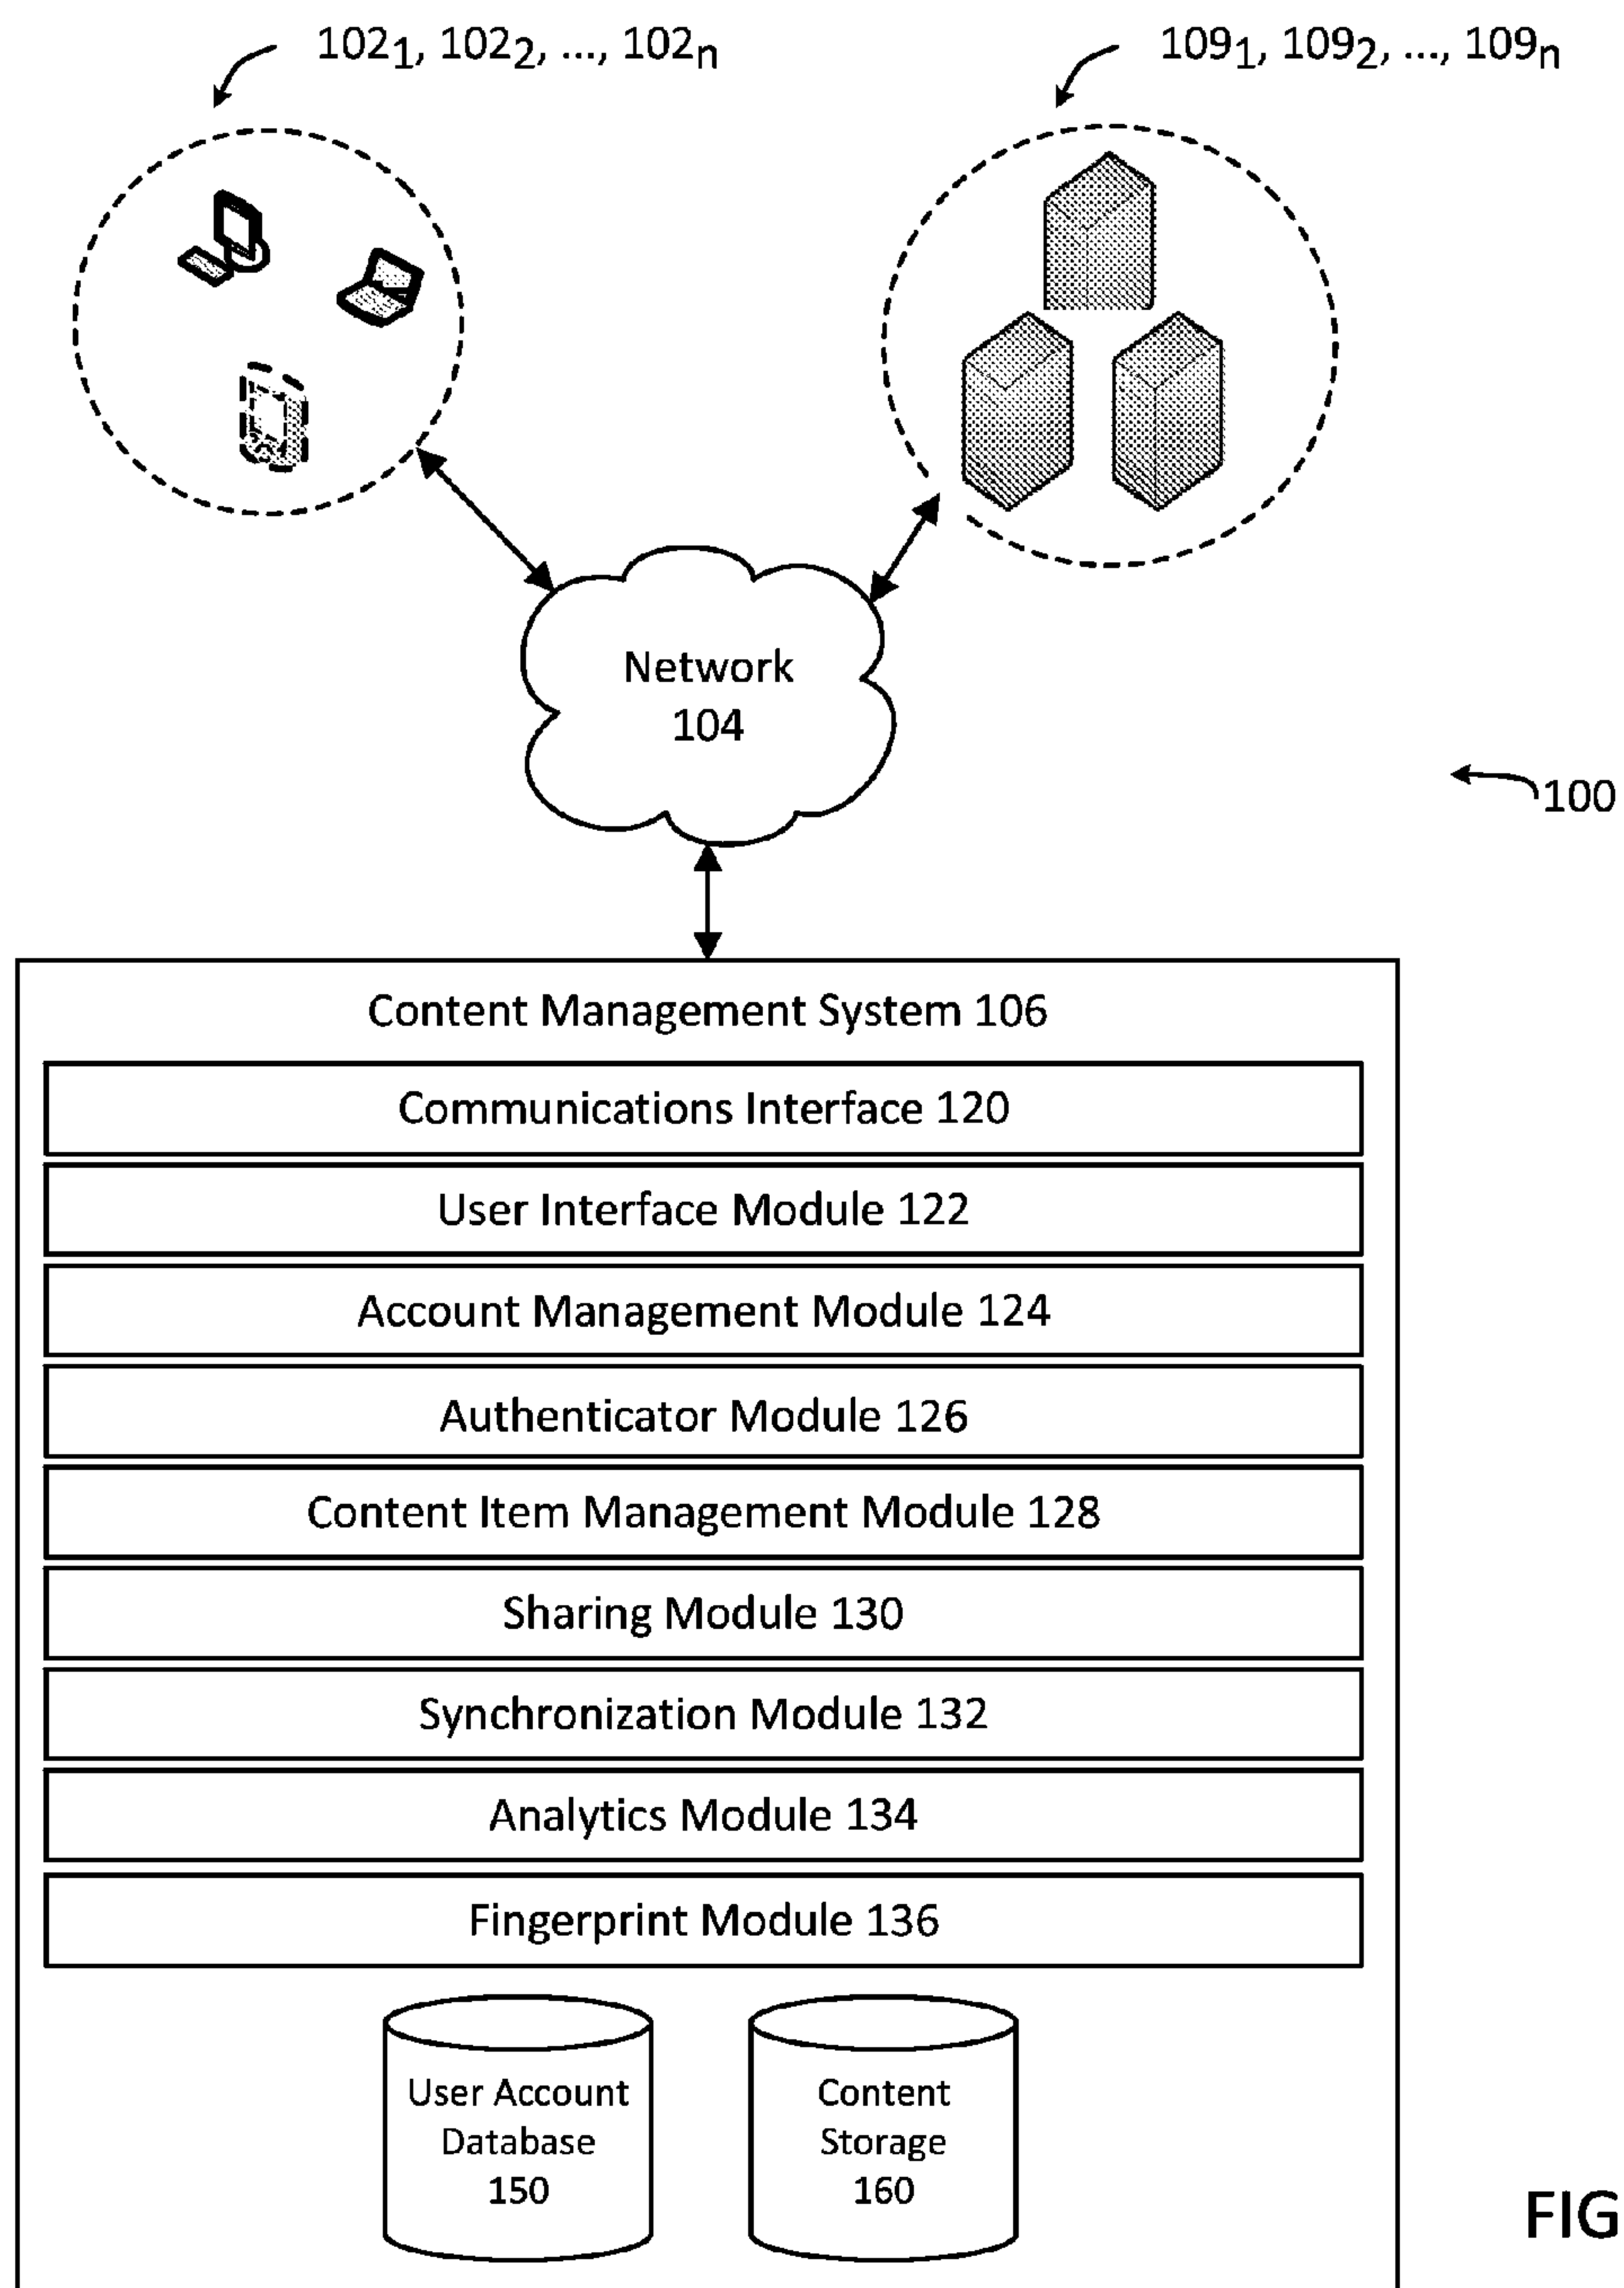 102₁, 102₂, ..., 102ₙ
109₁, 109₂, ..., 109ₙ
Network
104
100
Content Management System 106
Communications Interface 120
User Interface Module 122
Account Management Module 124
Authenticator Module 126
Content Item Management Module 128
Sharing Module 130
Synchronization Module 132
Analytics Module 134
Fingerprint Module 136
User Account
Database
150
Content
Storage
160
FIG